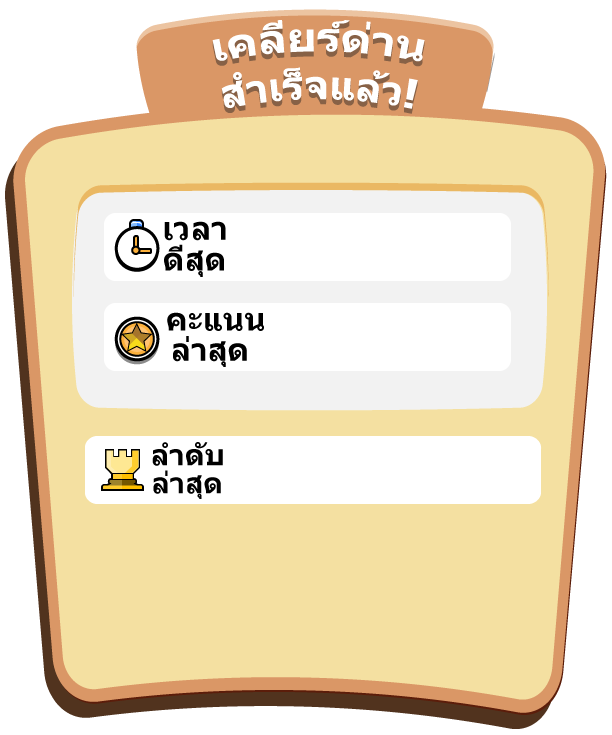 เคลียร์ด่าน
สำเร็จแล้ว!
เวลา
ดีสุด
คะแนน
ล่าสุด
ลำดับ
ล่าสุด